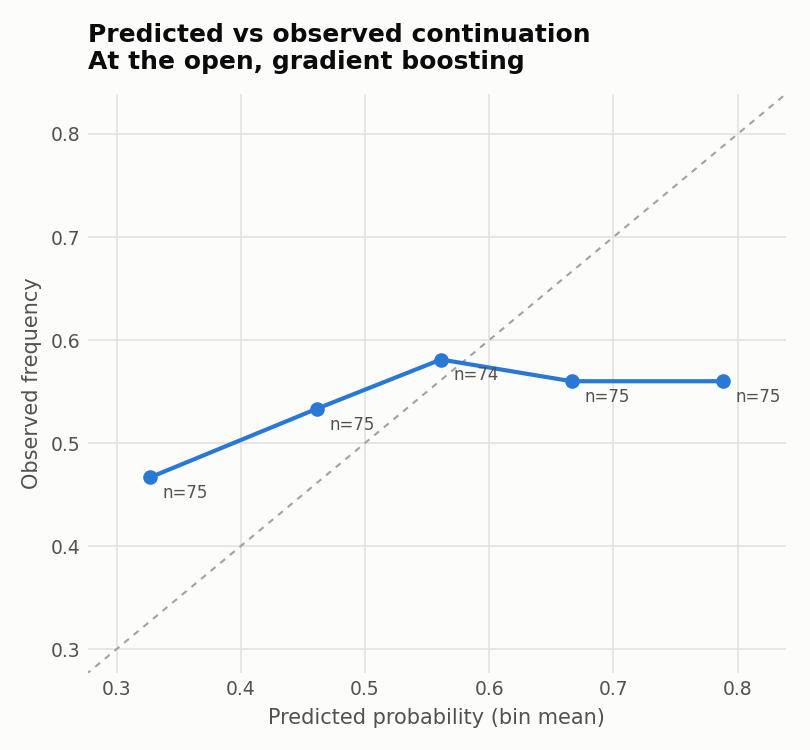 Predicted vs observed continuation
At the open, gradient boosting
Observed frequency
0.8
0.7
0.6
0.5
0.4
0.3
n=75
n=75
n=74
n=75
n=75
0.3
0.4
0.5
0.6
0.7
0.8
Predicted probability (bin mean)